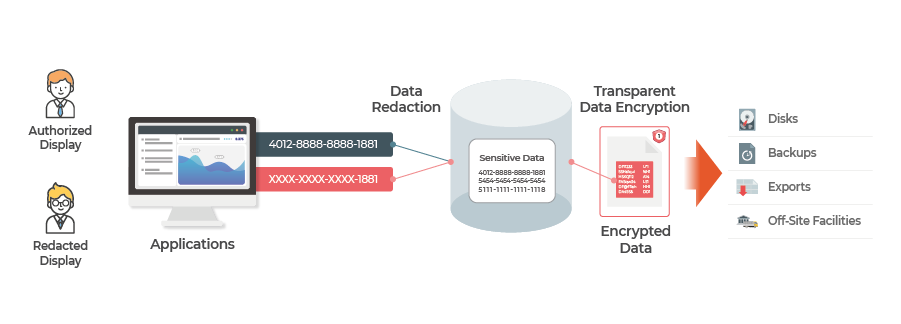 Authorized
Display
Redacted
Display
Applications
4012-8888-8888-1881
XXXX-XXXX-XXXX-1881
Data
Redaction
Sensitive Data
4012-8888-8888-1881
5454-5454-5454-5454
5111-1111-1111-1118
Transparent
Data Encryption
Encrypted
Data
Disks
Backups
Exports
Off-Site Facilities